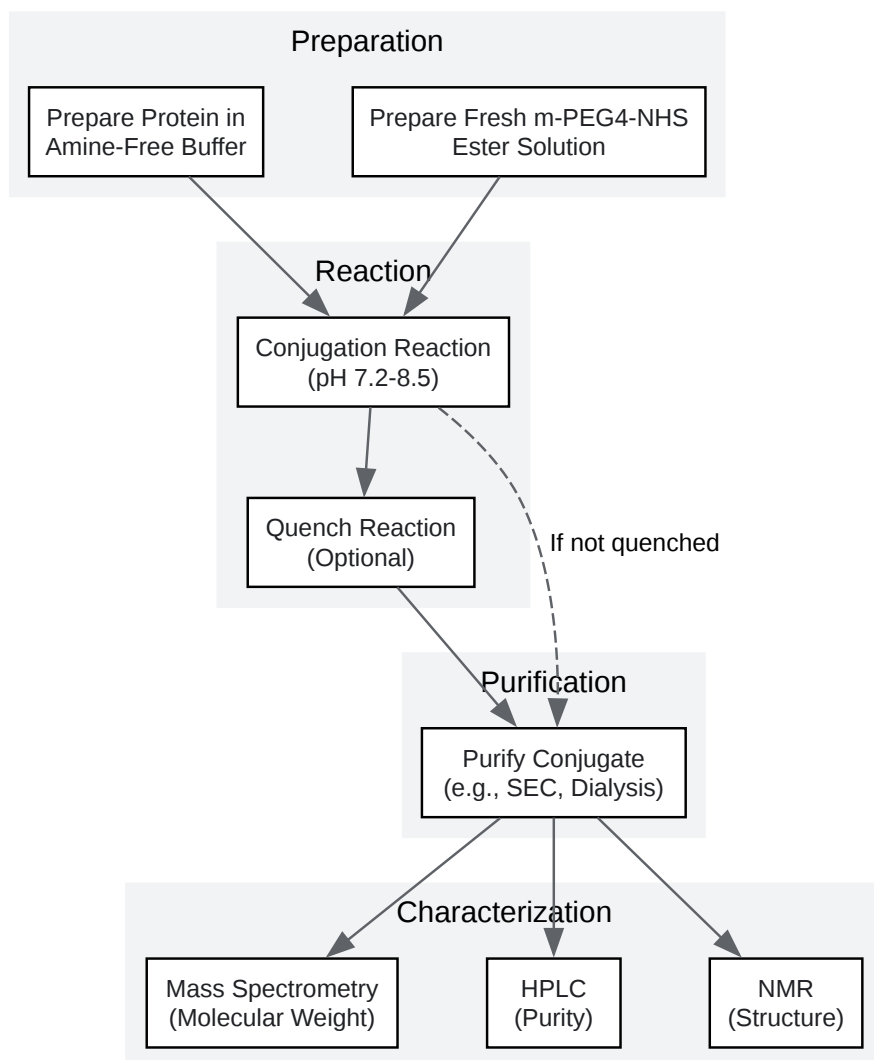 Preparation
Prepare Protein in
Amine-Free Buffer
Prepare Fresh m-PEG4-NHS
Ester Solution
Reaction
Conjugation Reaction
(pH 7.2-8.5)
Quench Reaction
(Optional)
If not quenched
Purification
Purify Conjugate
(e.g., SEC, Dialysis)
Characterization
Mass Spectrometry
(Molecular Weight)
HPLC
(Purity)
NMR
(Structure)